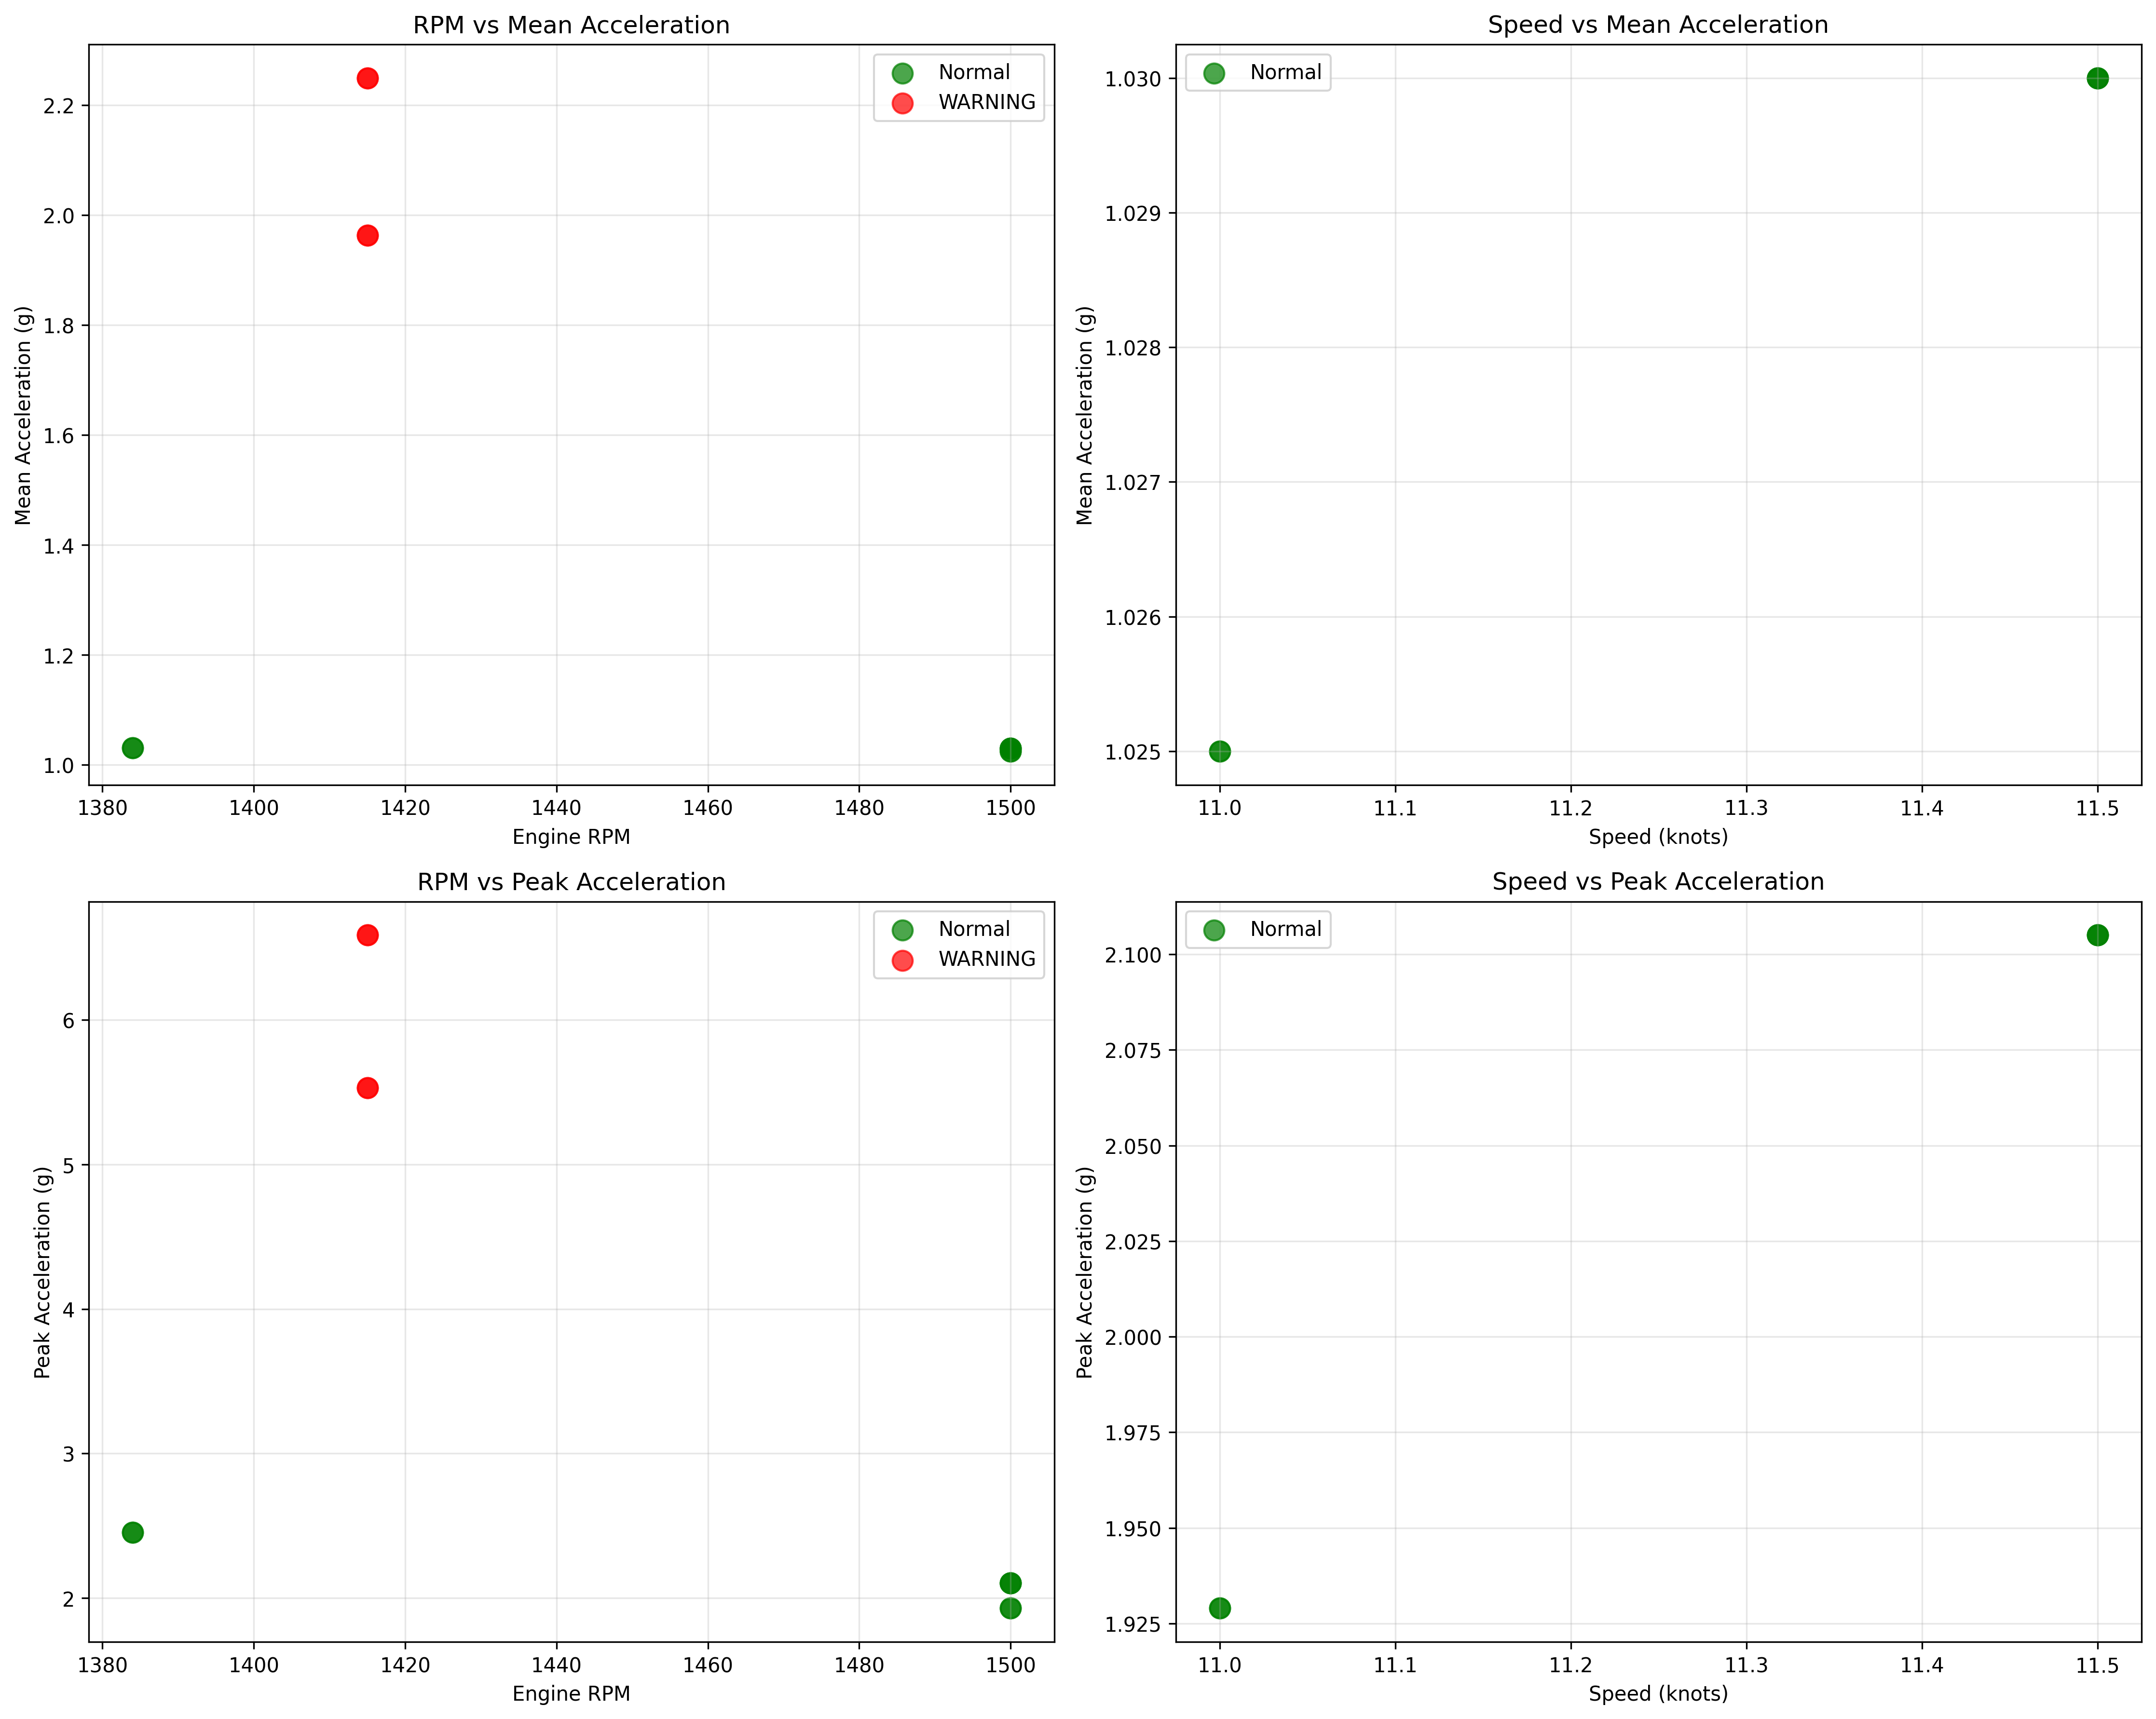 RPM vs Mean Acceleration
Normal
WARNING
2.2
2.0
1.8
1.6
1.4
1.2
1.0
Mean Acceleration (g)
1380 1400 1420 1440 1460 1480 1500
Engine RPM
Speed vs Mean Acceleration
Normal
1.030
1.029
1.028
1.027
1.026
1.025
Mean Acceleration (g)
11.0 11.1 11.2 11.3 11.4 11.5
Speed (knots)
RPM vs Peak Acceleration
Normal
WARNING
6
5
4
3
2
Peak Acceleration (g)
1380 1400 1420 1440 1460 1480 1500
Engine RPM
Speed vs Peak Acceleration
Normal
2.100
2.075
2.050
2.025
2.000
1.975
1.950
1.925
Peak Acceleration (g)
11.0 11.1 11.2 11.3 11.4 11.5
Speed (knots)